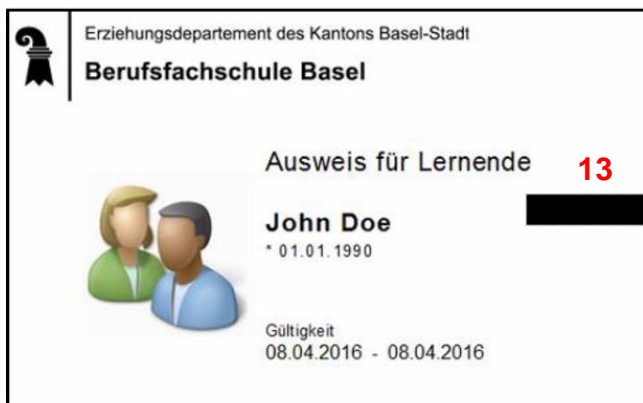 Erziehungsdepartement des Kantons Basel-Stadt
Berufsfachschule Basel
Ausweis für Lernende
13
John Doe
* 01.01.1990
Gültigkeit
08.04.2016 - 08.04.2016